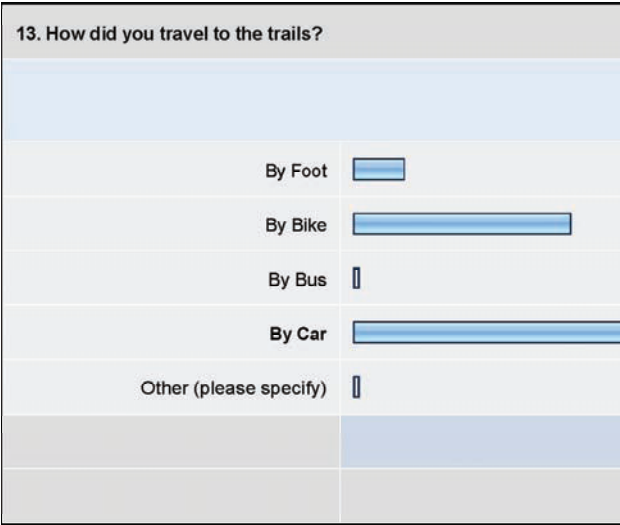 13. How did you travel to the trails?
By Foot
By Bike
By Bus
By Car
Other (please specify)